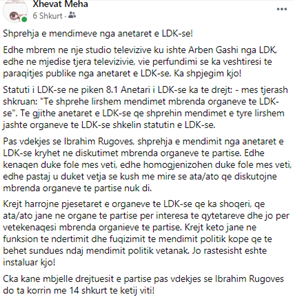 Xhevat Meha
6 Shkurt ·
Shprehja e mendimeve nga anetaret e LDK-se!
Edhe mbrem ne nje studio televizive ku ishte Arben Gashi nga LDK,
edhe ne mediese tjera televizivie, vie perfundimi se ka veshtiresi te
paraqitjes publike nga anetaret e LDK-se. Ka shpjegim kjo!
Statuti i LDK-se ne piken 8.1 Anetari i LDK-se ka te drejt: - mes tjerash
shkruan: "Te shprehe lirshem mendimet mbrenda organeve te LDK-
se". Te gjithe anetaret e LDK-se qe shprehin mendimet e tyre lirshem
jashte organeve te LDK-se shkelin statutin e LDK-se.
Pas vdekjes se Ibrahim Rugoves, shprehja e mendimit nga anetaret e
LDK-se kryhet ne diskutimet mbrenda organeve te partise. Edhe
kenaqen duke fole mes veti, edhe homogjenizohen duke fole mes veti,
edhe pastaj u duket vetja se kush me mire se ata/ato qe diskutojne
mbrenda organeve te partise nuk di.
Krejt harrojne pjesetaret e organeve te LDK-se qe ka shoqeri, qe
ata/ato jane ne organe te partise per interesa te qytetareve dhe jo per
vetekenaqesi mbrenda organieve te partise. Krejt keto jane ne
funksion te ndertimit dhe fuqizimit te mendimit politik kope qe te
behet sundues ndaj mendimit politik vetanak. Jo rastesisht eshte
instaluar kjo!
Cka kane mbjelle drejtuesit e partise pas vdekjes se Ibrahim Rugoves
do ta korrin me 14 shkurt te ketij viti!